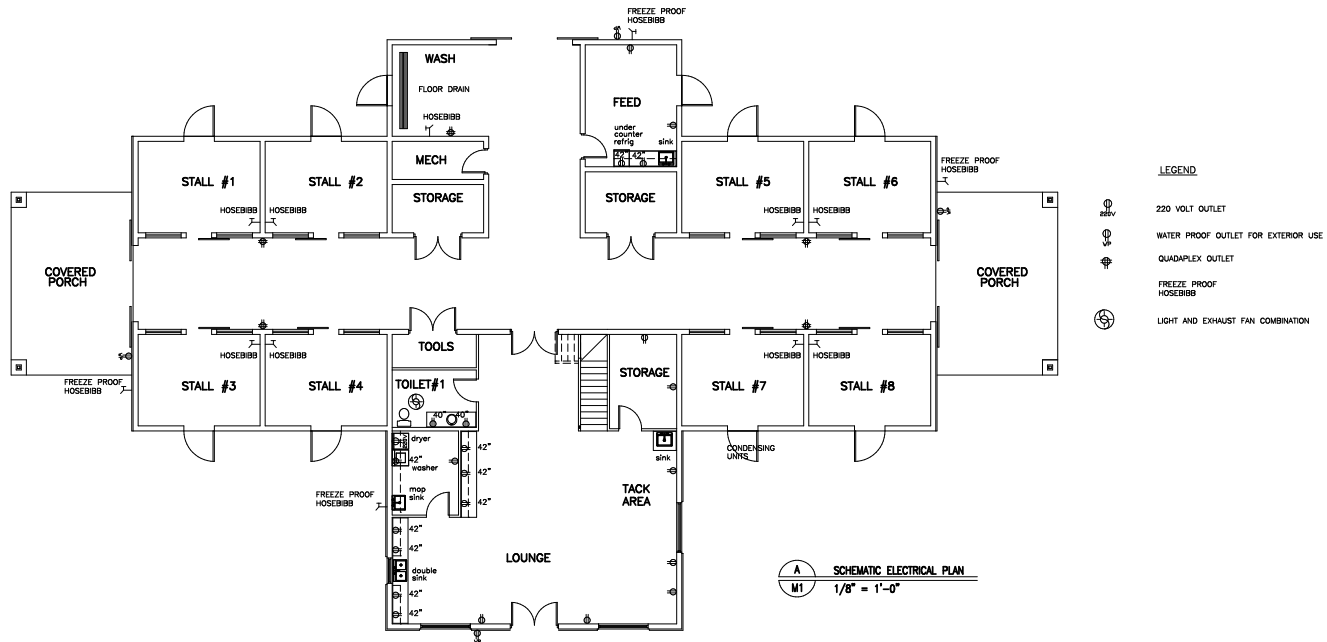 FREEZE PROOF
HOSEBIBB
WP
WASH
FLOOR DRAIN
HOSEBIBB
FEED
under
counter
refrig
sink
42"
42"
MECH
STORAGE
STORAGE
STALL #1
STALL #2
STALL #5
STALL #6
HOSEBIBB
HOSEBIBB
HOSEBIBB
HOSEBIBB
FREEZE PROOF
HOSEBIBB
WP
COVERED
PORCH
COVERED
PORCH
LEGEND
220V
220 VOLT OUTLET
WP
WATER PROOF OUTLET FOR EXTERIOR USE
QUADAPLEX OUTLET
FREEZE PROOF
HOSEBIBB
LIGHT AND EXHAUST FAN COMBINATION
HOSEBIBB
HOSEBIBB
HOSEBIBB
HOSEBIBB
WP
FREEZE PROOF
HOSEBIBB
STALL #3
STALL #4
TOOLS
TOILET#1
40"
40"
STORAGE
STALL #7
STALL #8
CONDENSING
UNITS
dryer
220V
42"
washer
mop
sink
42"
42"
42"
sink
TACK
AREA
FREEZE PROOF
HOSEBIBB
42"
42"
double
sink
42"
42"
LOUNGE
WP
A
M1
SCHEMATIC ELECTRICAL PLAN
1/8" = 1'-0"